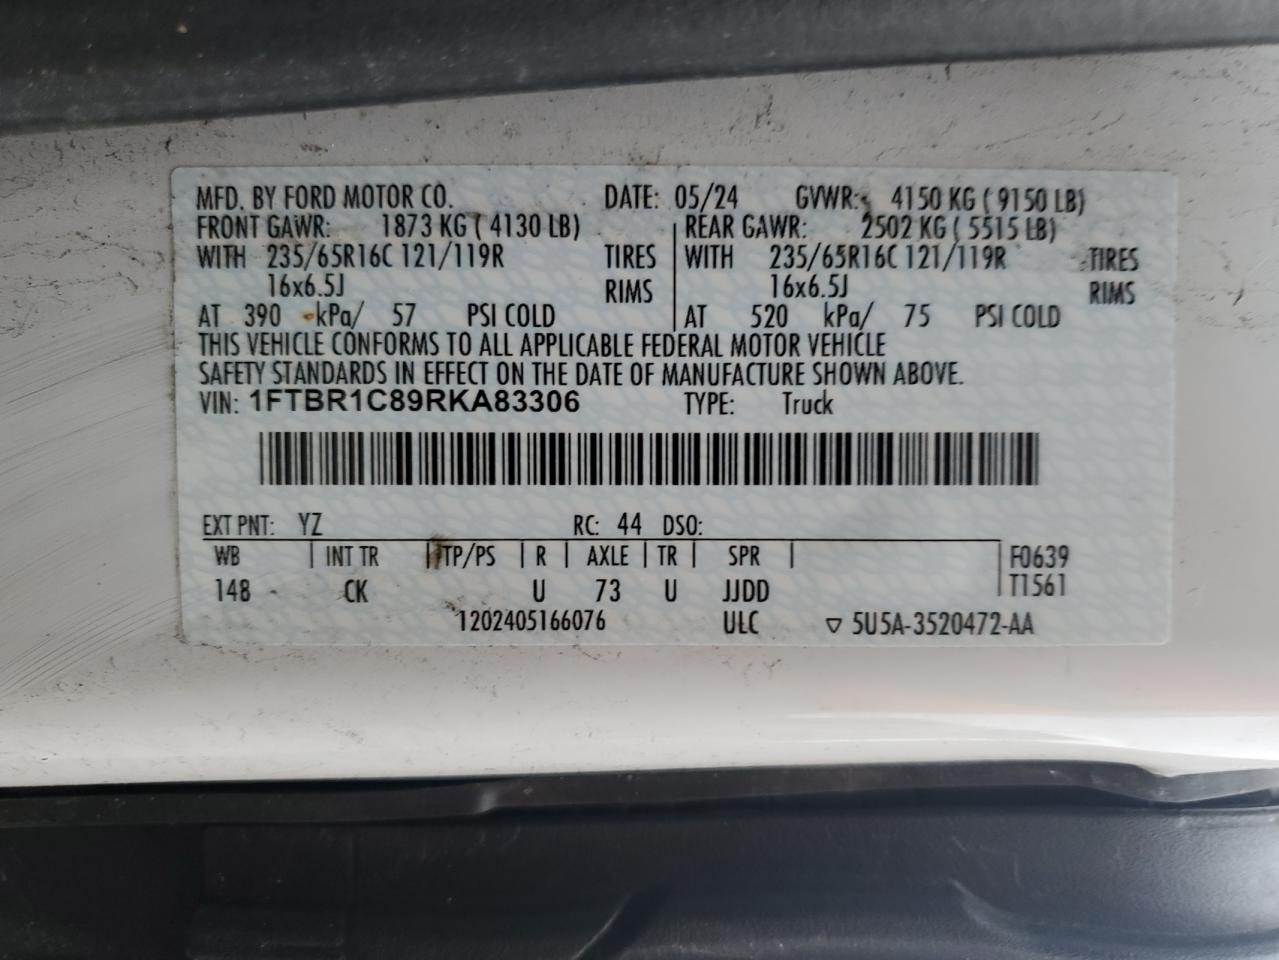 MFD. BY FORD MOTOR CO. DATE: 05/24 GVWR: 4150 KG ( 9150 LB)
FRONT GAWR: 1873 KG ( 4130 LB) REAR GAWR: 2502 KG ( 5515 LB)
WITH 235/65R16C 121/119R TIRES WITH 235/65R16C 121/119R TIRES
16x6.5J RIMS 16x6.5J RIMS
AT 390 kPa/ 57 PSI COLD AT 520 kPa/ 75 PSI COLD
THIS VEHICLE CONFORMS TO ALL APPLICABLE FEDERAL MOTOR VEHICLE
SAFETY STANDARDS IN EFFECT ON THE DATE OF MANUFACTURE SHOWN ABOVE.
VIN: 1FTBR1C89RKA83306 TYPE: Truck
EXT PNT: YZ RC: 44 DSO:
WB INT TR TP/PS R AXLE TR SPR F0639
148 CK U 73 U JJDD T1561
1202405166076 ULC ▽ 5U5A-3520472-AA